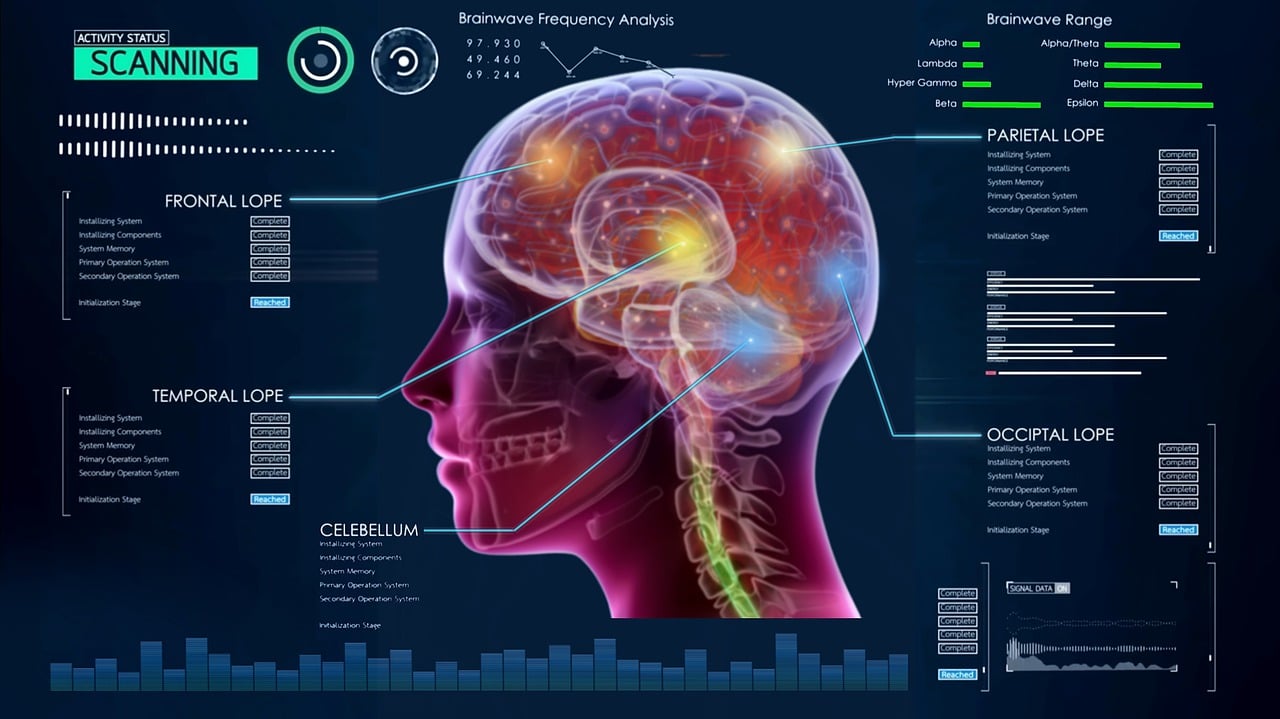 ACTIVITY STATUS
SCANNING
Brainwave Frequency Analysis
97.930
49.460
69.244
Brainwave Range
Alpha
Lambda
Hyper Gamma
Beta
Alpha/Theta
Theta
Delta
Epsilon
FRONTAL LOPE
Installizing System Complete
Installizing Components Complete
System Memory Complete
Primary Operation System Complete
Secondary Operation System Complete
Initialization Stage Reached
PARIETAL LOPE
Installizing System Complete
Installizing Components Complete
System Memory Complete
Primary Operation System Complete
Secondary Operation System Complete
Initialization Stage Reached
TEMPORAL LOPE
Installizing System Complete
Installizing Components Complete
System Memory Complete
Primary Operation System Complete
Secondary Operation System Complete
Initialization Stage Reached
OCCIPTAL LOPE
Installizing System Complete
Installizing Components Complete
System Memory Complete
Primary Operation System Complete
Secondary Operation System Complete
Initialization Stage Reached
CELEBELLUM
Installizing System
Installizing Components
System Memory
Primary Operation System
Secondary Operation System
Initialization Stage
Complete
Complete
Complete
Complete
Complete
Reached
SIGNAL DATA ON